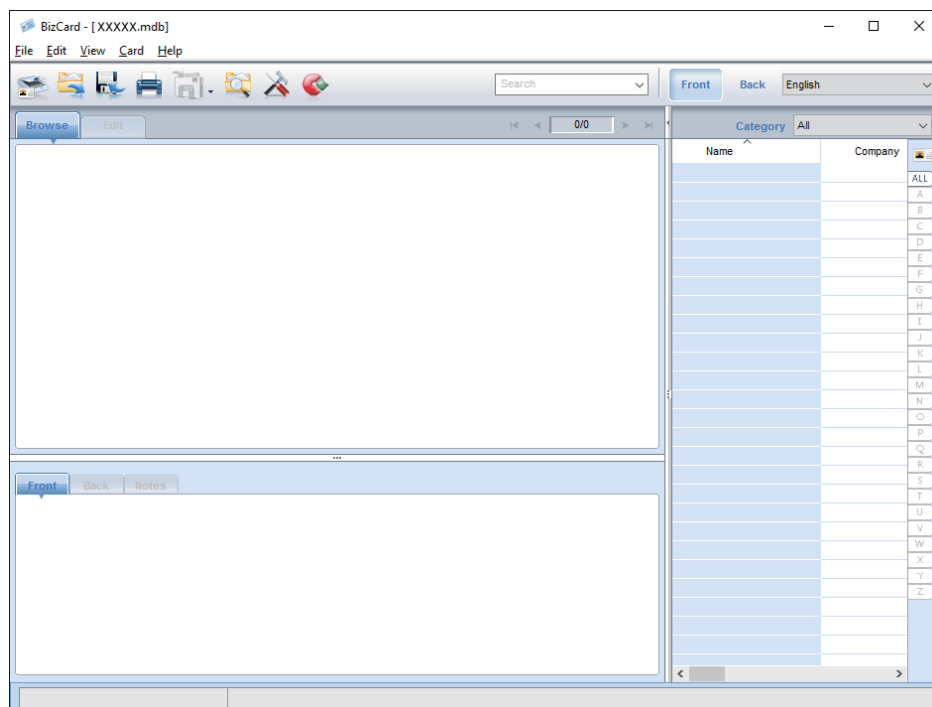 BizCard - [ XXXXX.mdb]
File Edit View Card Help
Search
Front Back English
Browse Edit 0/0 Category All
Name Company
ALL
A
B
C
D
E
F
G
H
I
J
K
L
M
N
O
P
Q
R
S
T
U
V
W
X
Y
Z
Front Back Notes